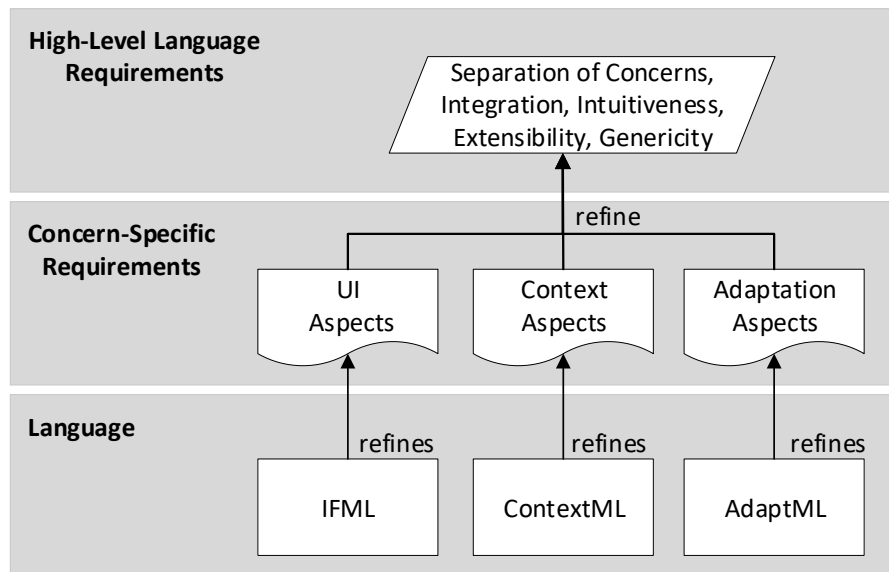 High-Level Language
Requirements
Separation of Concerns,
Integration, Intuitiveness,
Extensibility, Genericity
refine
Concern-Specific
Requirements
UI
Aspects
Context
Aspects
Adaptation
Aspects
Language
refines
refines
refines
IFML
ContextML
AdaptML